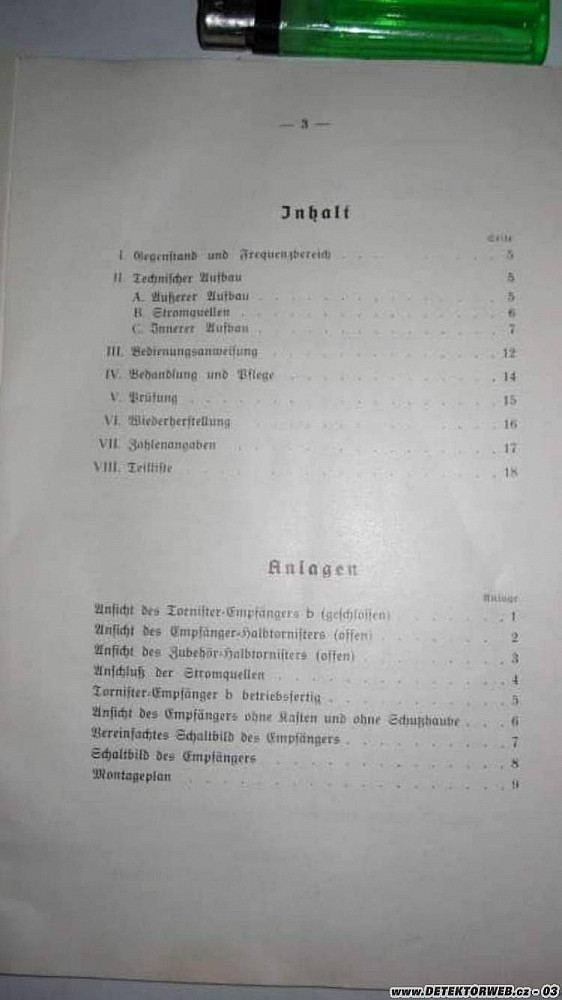 — 3 —
Inhalt
Seite
I. Gegenstand und Frequenzbereich . . . . . . . . . 5
II. Technischer Aufbau . . . . . . . . . . . . 5
A. Äußerer Aufbau . . . . . . . . . . . . . 5
B. Stromquellen . . . . . . . . . . . . . . 6
C. Innerer Aufbau . . . . . . . . . . . . . 7
III. Bedienungsanweisung . . . . . . . . . . . . 12
IV. Behandlung und Pflege . . . . . . . . . . . 14
V. Prüfung . . . . . . . . . . . . . . . . 15
VI. Wiederherstellung . . . . . . . . . . . . . 16
VII. Zahlenangaben . . . . . . . . . . . . . . 17
VIII. Teilliste . . . . . . . . . . . . . . . . 18
Anlagen
Anlage
Ansicht des Tornister-Empfängers b (geschlossen) . . . . . 1
Ansicht des Empfänger-Halbtornisters (offen) . . . . . . 2
Ansicht des Zubehör-Halbtornisters (offen) . . . . . . . 3
Anschluß der Stromquellen . . . . . . . . . . . 4
Tornister-Empfänger b betriebsfertig . . . . . . . . . 5
Ansicht des Empfängers ohne Kasten und ohne Schutzhaube . . . 6
Vereinfachtes Schaltbild des Empfängers . . . . . . . . 7
Schaltbild des Empfängers . . . . . . . . . . . 8
Montageplan . . . . . . . . . . . . . . . 9
www.DETEKTORWEB.cz - 03